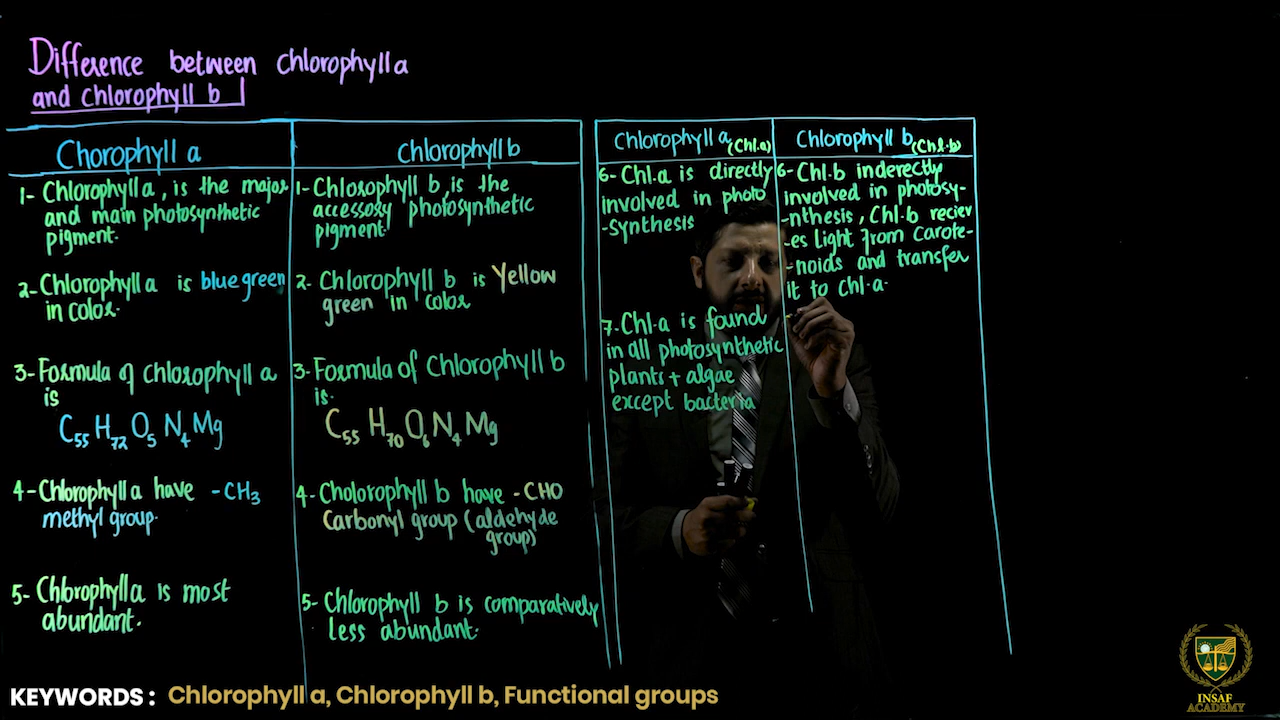 Difference between chlorophyll a
and chlorophyll b
Chorophyll a
1- Chlorophyll a, is the major
and main photosynthetic
pigment.
2- Chlorophyll a is blue green
in color.
3- Formula of chlorophyll a
is
C55 H72 O5 N4 Mg
4- Chlorophyll a have -CH3
methyl group.
5- Chlorophyll a is most
abundant.
Chlorophyll b
1- Chlorophyll b, is the
accessory photosynthetic
pigment.
2- Chlorophyll b is Yellow
green in color
3- Formula of Chlorophyll b
is.
C55 H70 O6 N4 Mg
4- Cholorophyll b have -CHO
Carbonyl group (aldehyde
group)
5- Chlorophyll b is comparatively
less abundant.
Chlorophyll a (Chl.a)
6- Chl.a is directly
involved in photo
-synthesis
7- Chl.a is found
in all photosynthetic
plants + algae
except bacteria
Chlorophyll b (Chl.b)
6- Chl.b inderectly
involved in photosy-
-nthesis, Chl.b reciev
-es Light from Carote-
-noids and transfer
it to chl.a.
KEYWORDS : Chlorophyll a, Chlorophyll b, Functional groups
INSAF
ACADEMY